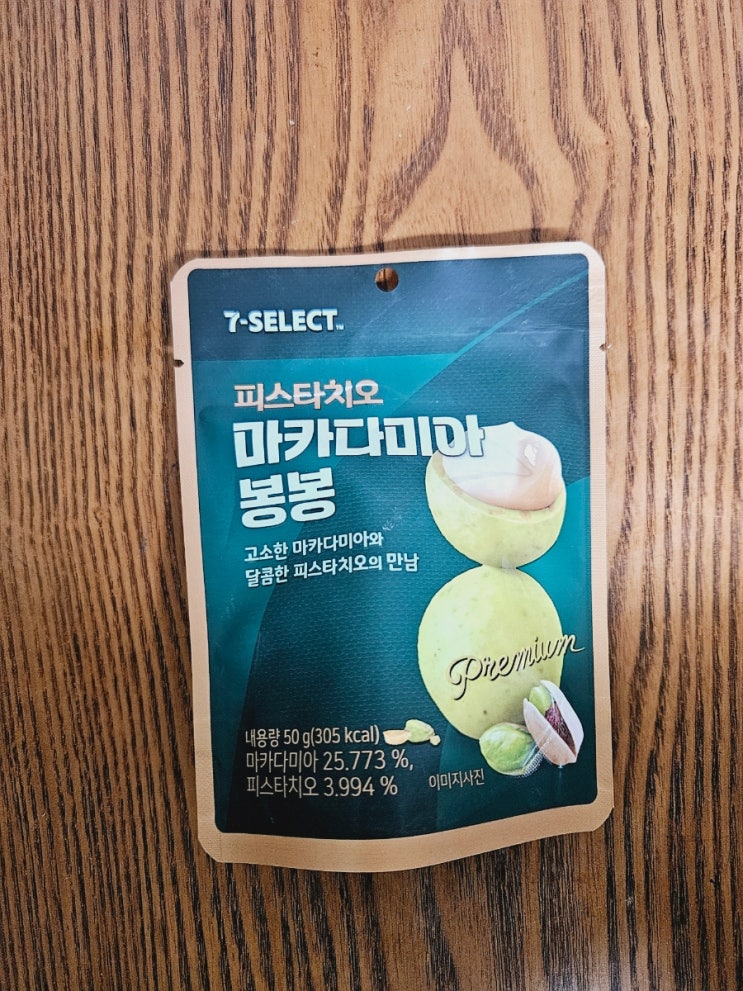 7-SELECT™
피스타치오
마카다미아
봉봉
고소한 마카다미아와
달콤한 피스타치오의 만남
Premium
내용량 50 g(305 kcal)
마카다미아 25.773 %,
피스타치오 3.994 %
이미지사진